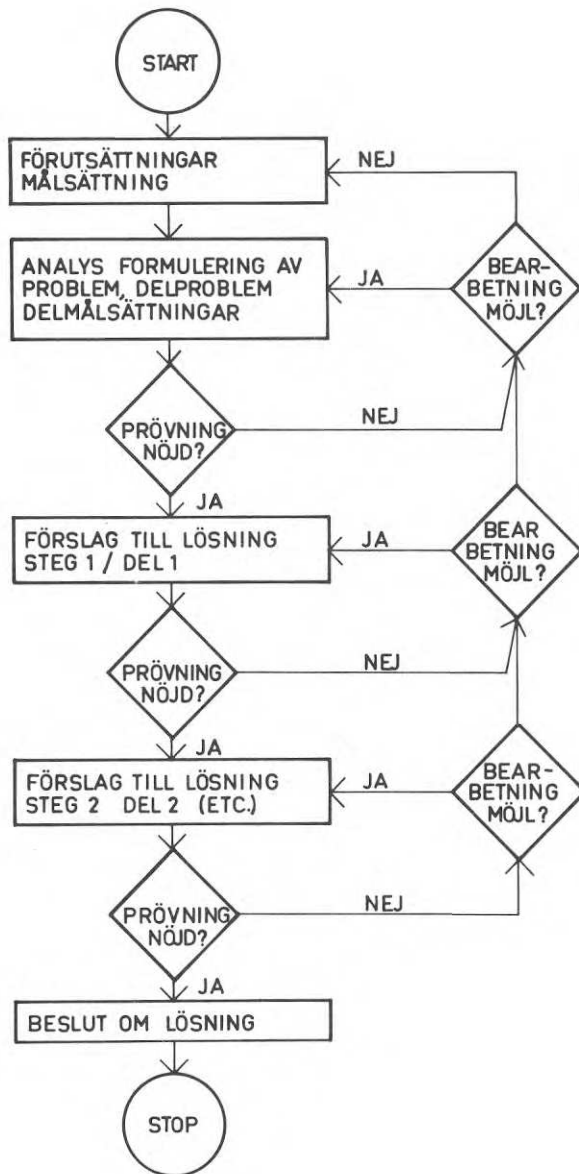 START
FÖRUTSÄTTNINGAR
MÅLSÄTTNING
NEJ
ANALYS FORMULERING AV
PROBLEM, DELPROBLEM
DELMÅLSÄTTNINGAR
JA
BEAR-
BETNING
MÖJL?
PRÖVNING
NÖJD?
NEJ
JA
FÖRSLAG TILL LÖSNING
STEG 1 / DEL 1
JA
BEAR
BETNING
MÖJL?
PRÖVNING
NÖJD?
NEJ
JA
FÖRSLAG TILL LÖSNING
STEG 2 DEL 2 (ETC.)
JA
BEAR-
BETNING
MÖJL?
PRÖVNING
NÖJD?
NEJ
JA
BESLUT OM LÖSNING
STOP